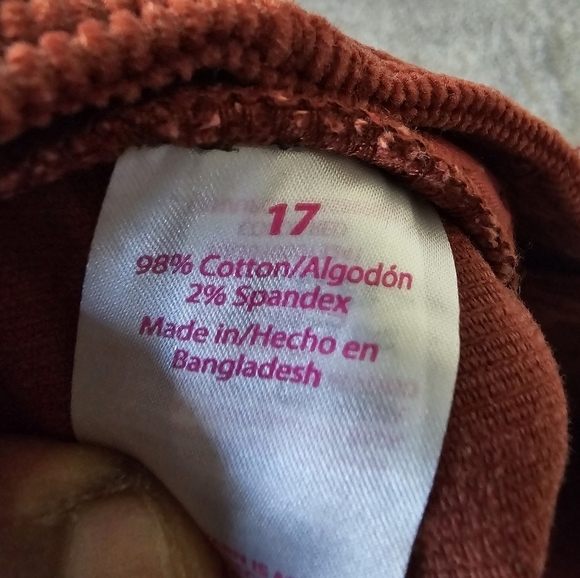 17
98% Cotton/Algodón
2% Spandex
Made in/Hecho en
Bangladesh